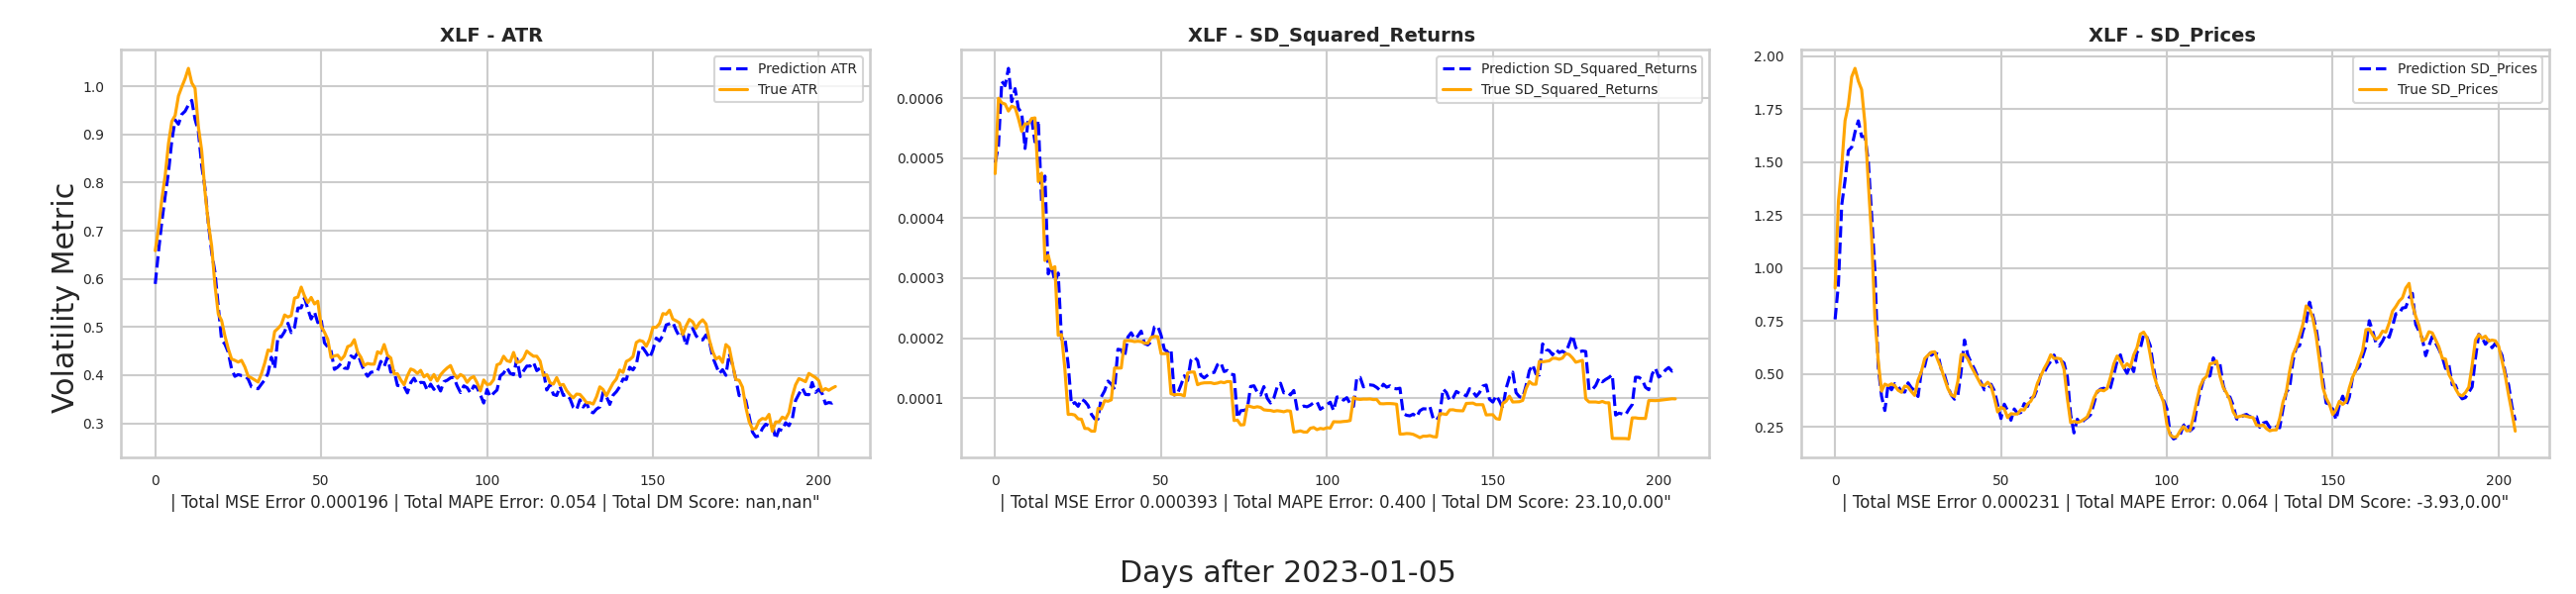 XLF - ATR
Volatility Metric
1.0
0.9
0.8
0.7
0.6
0.5
0.4
0.3
0
50
100
150
200
Prediction ATR
True ATR
| Total MSE Error 0.000196 | Total MAPE Error: 0.054 | Total DM Score: nan,nan"
XLF - SD_Squared_Returns
0.0006
0.0005
0.0004
0.0003
0.0002
0.0001
0
50
100
150
200
Prediction SD_Squared_Returns
True SD_Squared_Returns
| Total MSE Error 0.000393 | Total MAPE Error: 0.400 | Total DM Score: 23.10,0.00"
XLF - SD_Prices
2.00
1.75
1.50
1.25
1.00
0.75
0.50
0.25
0
50
100
150
200
Prediction SD_Prices
True SD_Prices
| Total MSE Error 0.000231 | Total MAPE Error: 0.064 | Total DM Score: -3.93,0.00"
Days after 2023-01-05